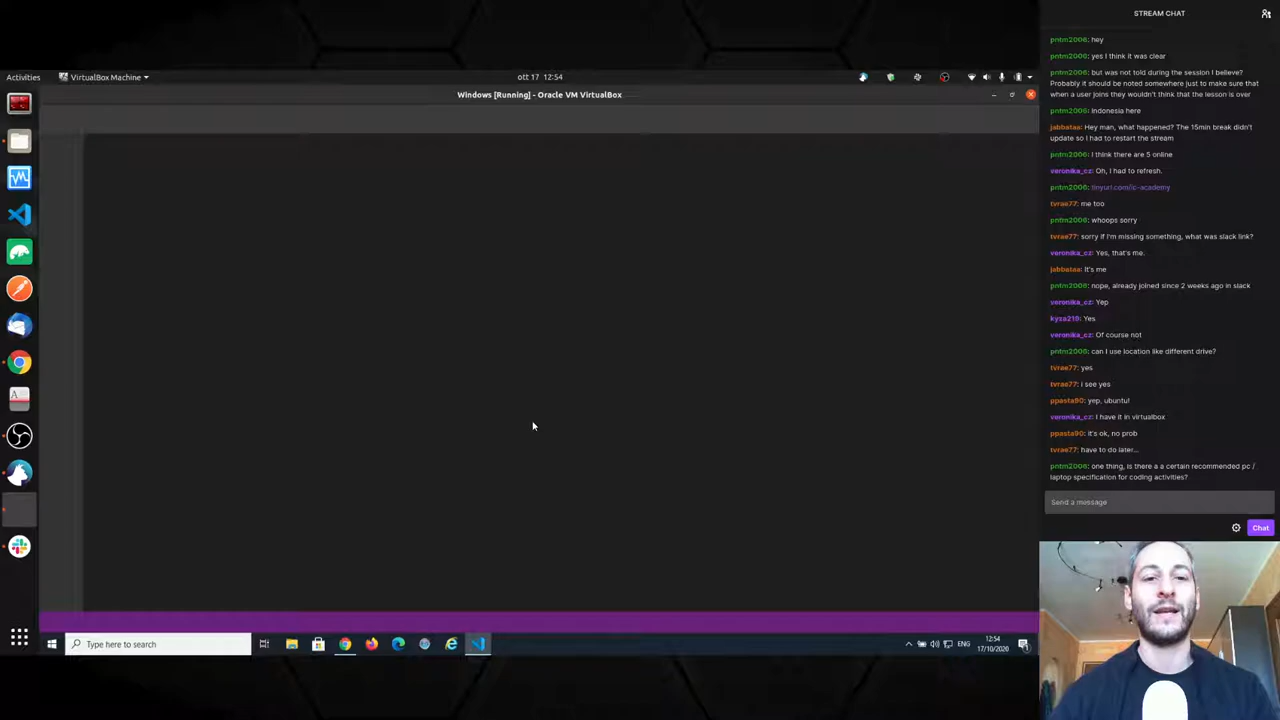 STREAM CHAT
pntm2006: hey
pntm2006: yes I think it was clear
pntm2006: but was not told during the session I believe?
Probably it should be noted somewhere just to make sure that
when a user joins they wouldn't think that the lesson is over
pntm2006: Indonesia here
jabbataa: Hey man, what happened? The 15min break didn't
update so I had to restart the stream
pntm2006: I think there are 5 online
veronika_cz: Oh, I had to refresh.
pntm2006: tinyurl.com/ic-academy
tvrae77: me too
pntm2006: whoops sorry
tvrae77: sorry if I'm missing something, what was slack link?
veronika_cz: Yes, that's me.
jabbataa: It's me
pntm2006: nope, already joined since 2 weeks ago in slack
veronika_cz: Yep
kyza210: Yes
veronika_cz: Of course not
pntm2006: can I use location like different drive?
tvrae77: yes
tvrae77: i see yes
ppasta90: yep, ubuntu!
veronika_cz: I have it in virtualbox
ppasta90: it's ok, no prob
tvrae77: have to do later...
pntm2006: one thing, is there a a certain recommended pc /
laptop specification for coding activities?
Send a message
Chat
Activities
VirtualBox Machine
ott 17 12:54
Windows [Running] - Oracle VM VirtualBox
Type here to search
ENG
12:54
17/10/2020